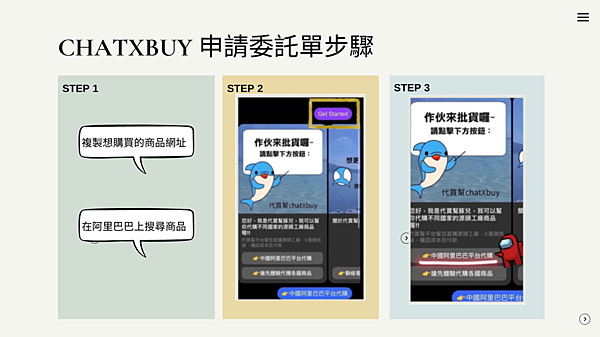 CHATXBUY 申請委託單步驟
STEP 1
複製想購買的商品網址
在阿里巴巴上搜尋商品
STEP 2
Get Started
作伙來批貨囉~
請點擊下方按鈕：
想更
代買幫chatXbuy
您好，我是代買幫豚兒，我可以幫
你代購不同國家的源頭工廠商品
喔!!
關於代買幫
👉中國阿里巴巴平台代購
👉搶先體驗代購各國商品
聯絡客
👉中國阿里巴巴平台代購
STEP 3
作伙來批貨囉~
請點擊下方按鈕：
代買幫chatXbuy
您好，我是代買幫豚兒，我可以幫
你代購不同國家的源頭工廠商品
喔!!
👉中國阿里巴巴平台代購
👉搶先體驗代購各國商品
👉中國阿里巴巴平台